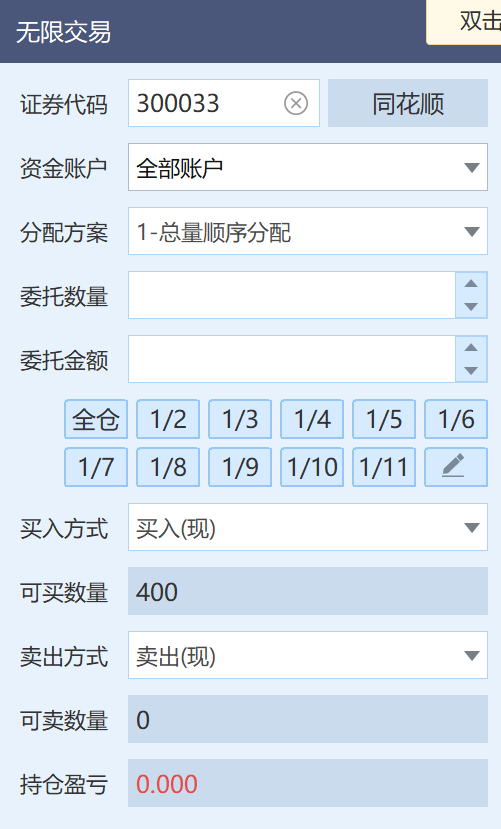 无限交易
双击
证券代码 300033 同花顺
资金账户 全部账户
分配方案 1-总量顺序分配
委托数量
委托金额
全仓 1/2 1/3 1/4 1/5 1/6
1/7 1/8 1/9 1/10 1/11
买入方式 买入(现)
可买数量 400
卖出方式 卖出(现)
可卖数量 0
持仓盈亏 0.000